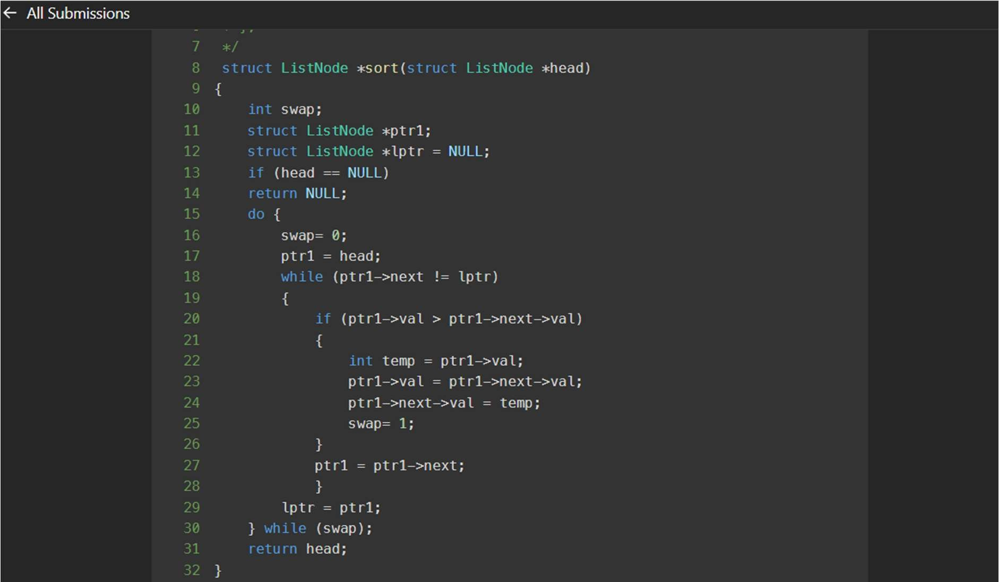 ← All Submissions
7 */
8 struct ListNode *sort(struct ListNode *head)
9 {
10 int swap;
11 struct ListNode *ptr1;
12 struct ListNode *lptr = NULL;
13 if (head == NULL)
14 return NULL;
15 do {
16 swap= 0;
17 ptr1 = head;
18 while (ptr1->next != lptr)
19 {
20 if (ptr1->val > ptr1->next->val)
21 {
22 int temp = ptr1->val;
23 ptr1->val = ptr1->next->val;
24 ptr1->next->val = temp;
25 swap= 1;
26 }
27 ptr1 = ptr1->next;
28 }
29 lptr = ptr1;
30 } while (swap);
31 return head;
32 }